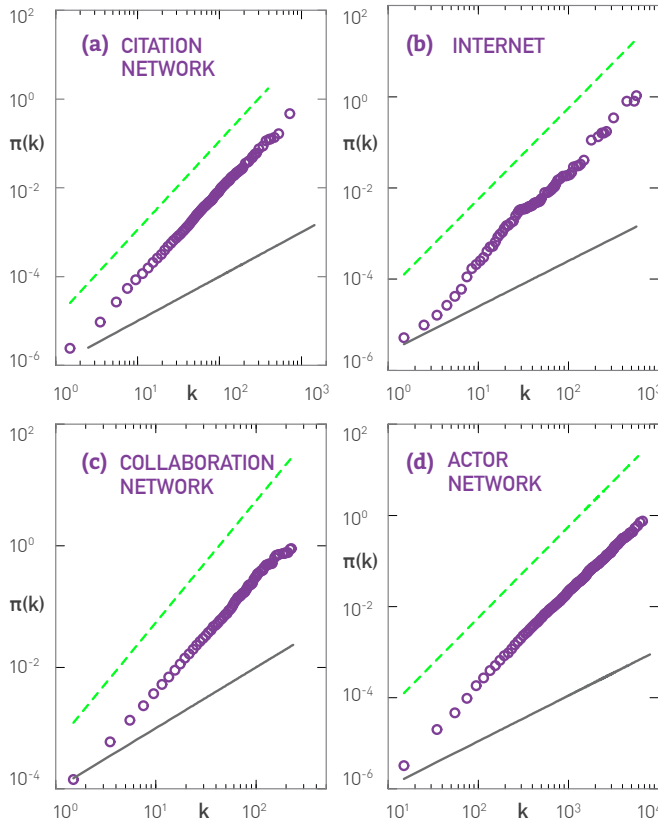 10²
(a) CITATION
NETWORK
10⁰
π(k)
10⁻²
10⁻⁴
10⁻⁶
10⁰ 10¹ k 10² 10³
10²
(b) INTERNET
10⁰
π(k)
10⁻²
10⁻⁴
10⁻⁶
10⁰ 10¹ k 10² 10³
10²
(c) COLLABORATION
NETWORK
10⁰
π(k)
10⁻²
10⁻⁴
10⁰ 10¹ k 10²
10²
(d) ACTOR
NETWORK
10⁰
π(k)
10⁻²
10⁻⁴
10⁻⁶
10¹ 10² k 10³ 10⁴